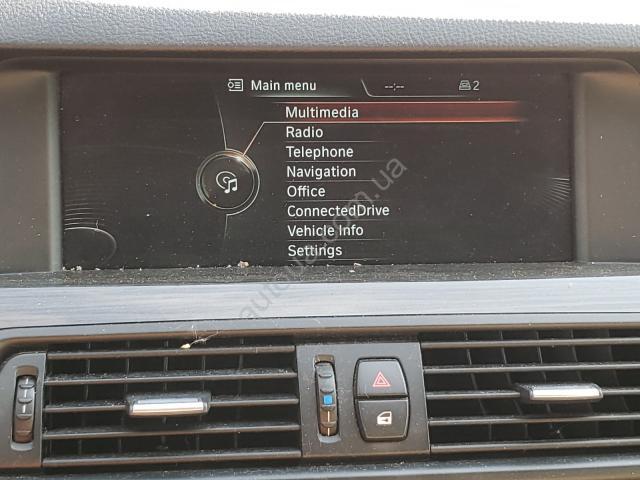 Main menu --:-- 2
Multimedia
Radio
Telephone
Navigation
Office
ConnectedDrive
Vehicle Info
Settings